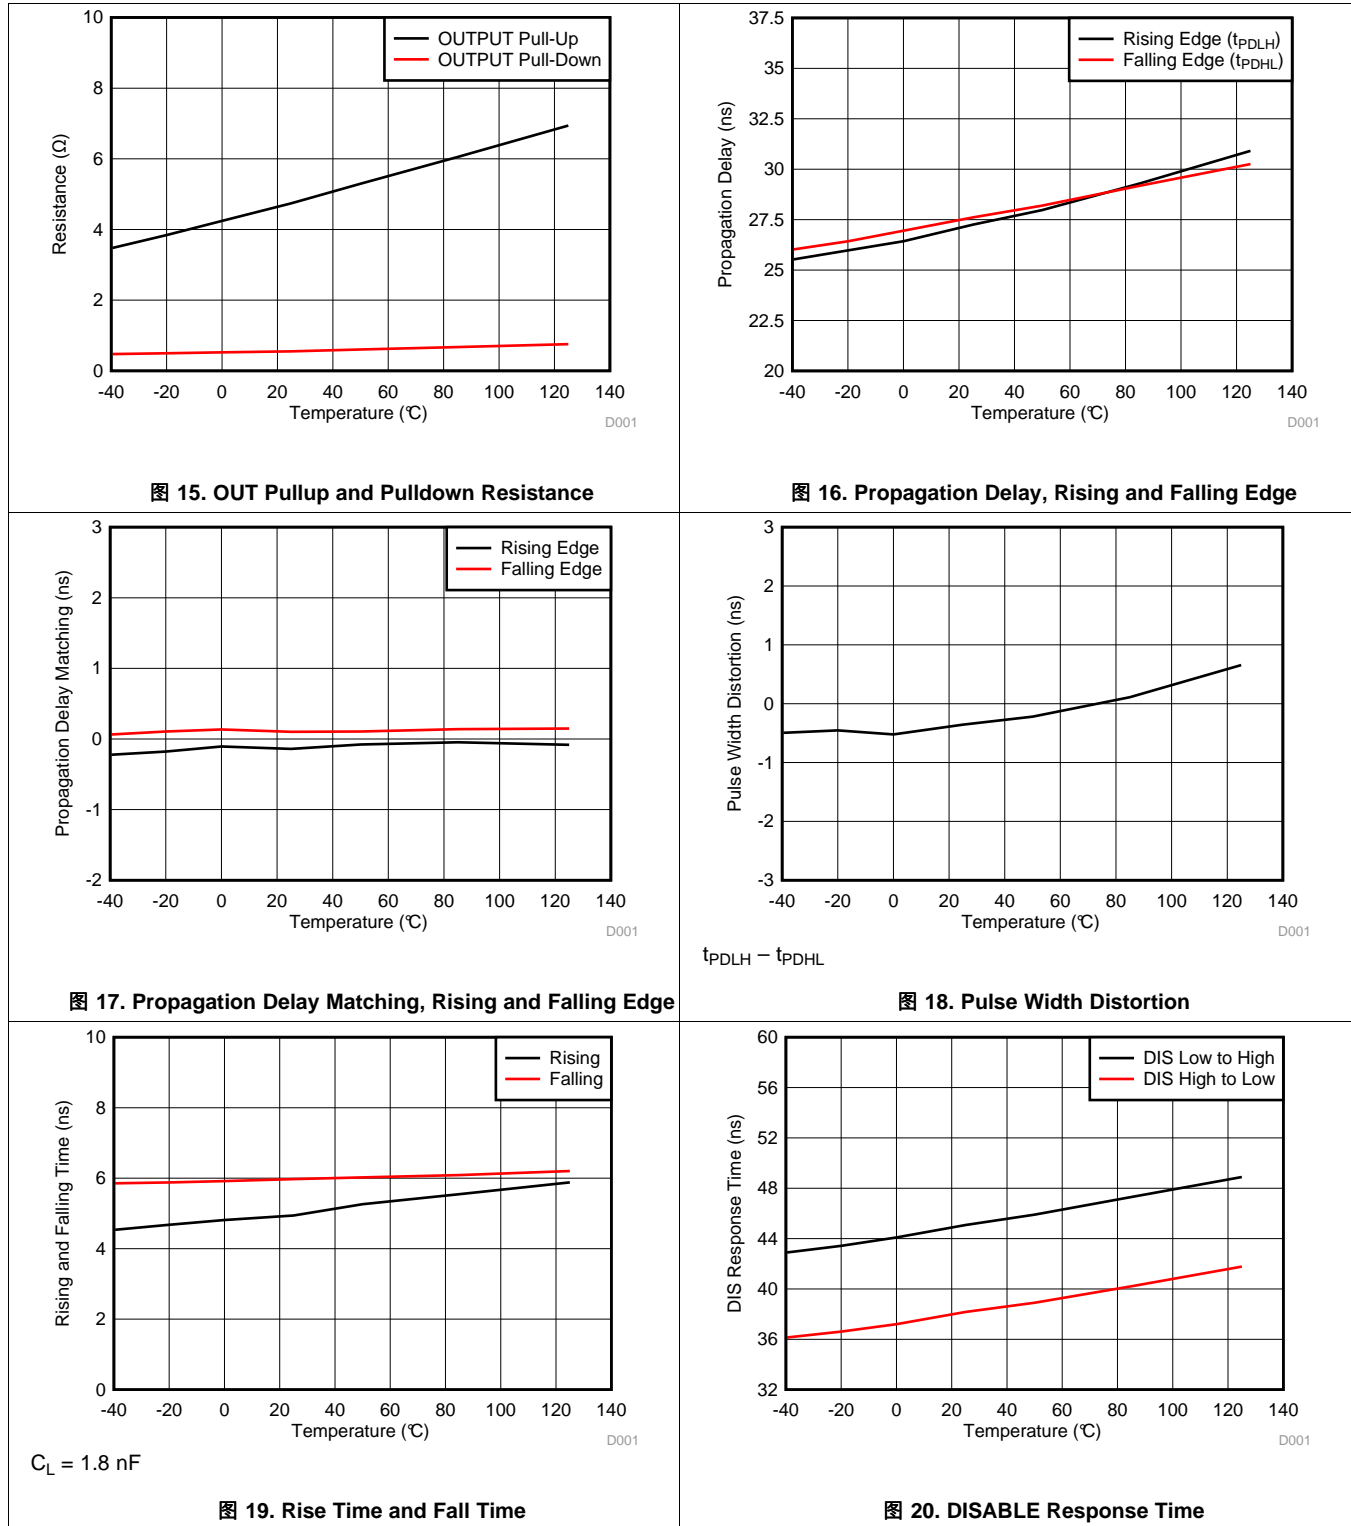 10
8
6
4
2
0
Resistance (Ω)
OUTPUT Pull-Up
OUTPUT Pull-Down
-40 -20 0 20 40 60 80 100 120 140
Temperature (°C)
D001
图 15. OUT Pullup and Pulldown Resistance
37.5
35
32.5
30
27.5
25
22.5
20
Propagation Delay (ns)
Rising Edge (tPDLH)
Falling Edge (tPDHL)
-40 -20 0 20 40 60 80 100 120 140
Temperature (°C)
D001
图 16. Propagation Delay, Rising and Falling Edge
3
2
1
0
-1
-2
Propagation Delay Matching (ns)
Rising Edge
Falling Edge
-40 -20 0 20 40 60 80 100 120 140
Temperature (°C)
D001
图 17. Propagation Delay Matching, Rising and Falling Edge
3
2
1
0
-1
-2
-3
Pulse Width Distortion (ns)
-40 -20 0 20 40 60 80 100 120 140
Temperature (°C)
D001
tPDLH – tPDHL
图 18. Pulse Width Distortion
10
8
6
4
2
0
Rising and Falling Time (ns)
Rising
Falling
-40 -20 0 20 40 60 80 100 120 140
Temperature (°C)
D001
CL = 1.8 nF
图 19. Rise Time and Fall Time
60
56
52
48
44
40
36
32
DIS Response Time (ns)
DIS Low to High
DIS High to Low
-40 -20 0 20 40 60 80 100 120 140
Temperature (°C)
D001
图 20. DISABLE Response Time